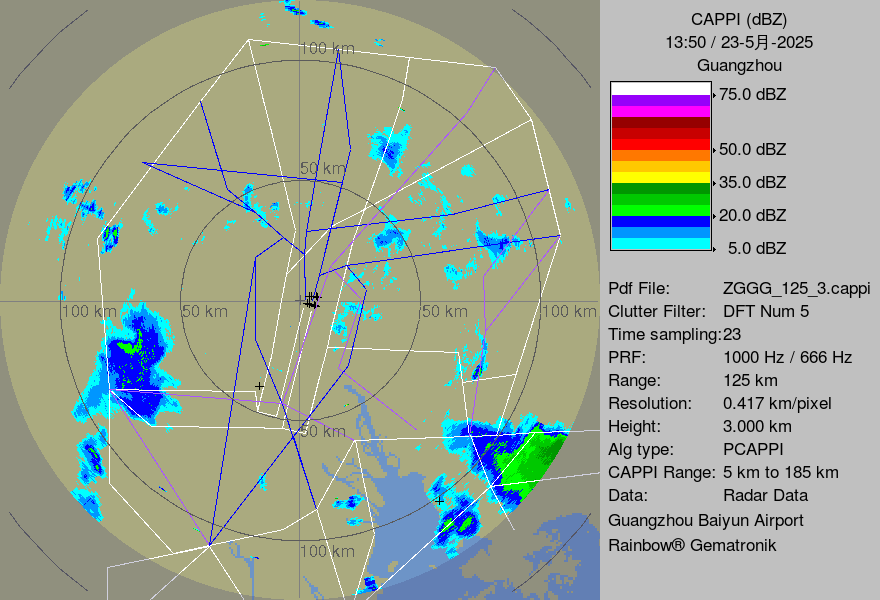 CAPPI (dBZ)
13:50 / 23-5月-2025
Guangzhou
75.0 dBZ
50.0 dBZ
35.0 dBZ
20.0 dBZ
5.0 dBZ
Pdf File: ZGGG_125_3.cappi
Clutter Filter: DFT Num 5
Time sampling:23
PRF: 1000 Hz / 666 Hz
Range: 125 km
Resolution: 0.417 km/pixel
Height: 3.000 km
Alg type: PCAPPI
CAPPI Range: 5 km to 185 km
Data: Radar Data
Guangzhou Baiyun Airport
Rainbow® Gematronik
100 km
50 km
100 km
50 km
50 km
100 km
50 km
100 km